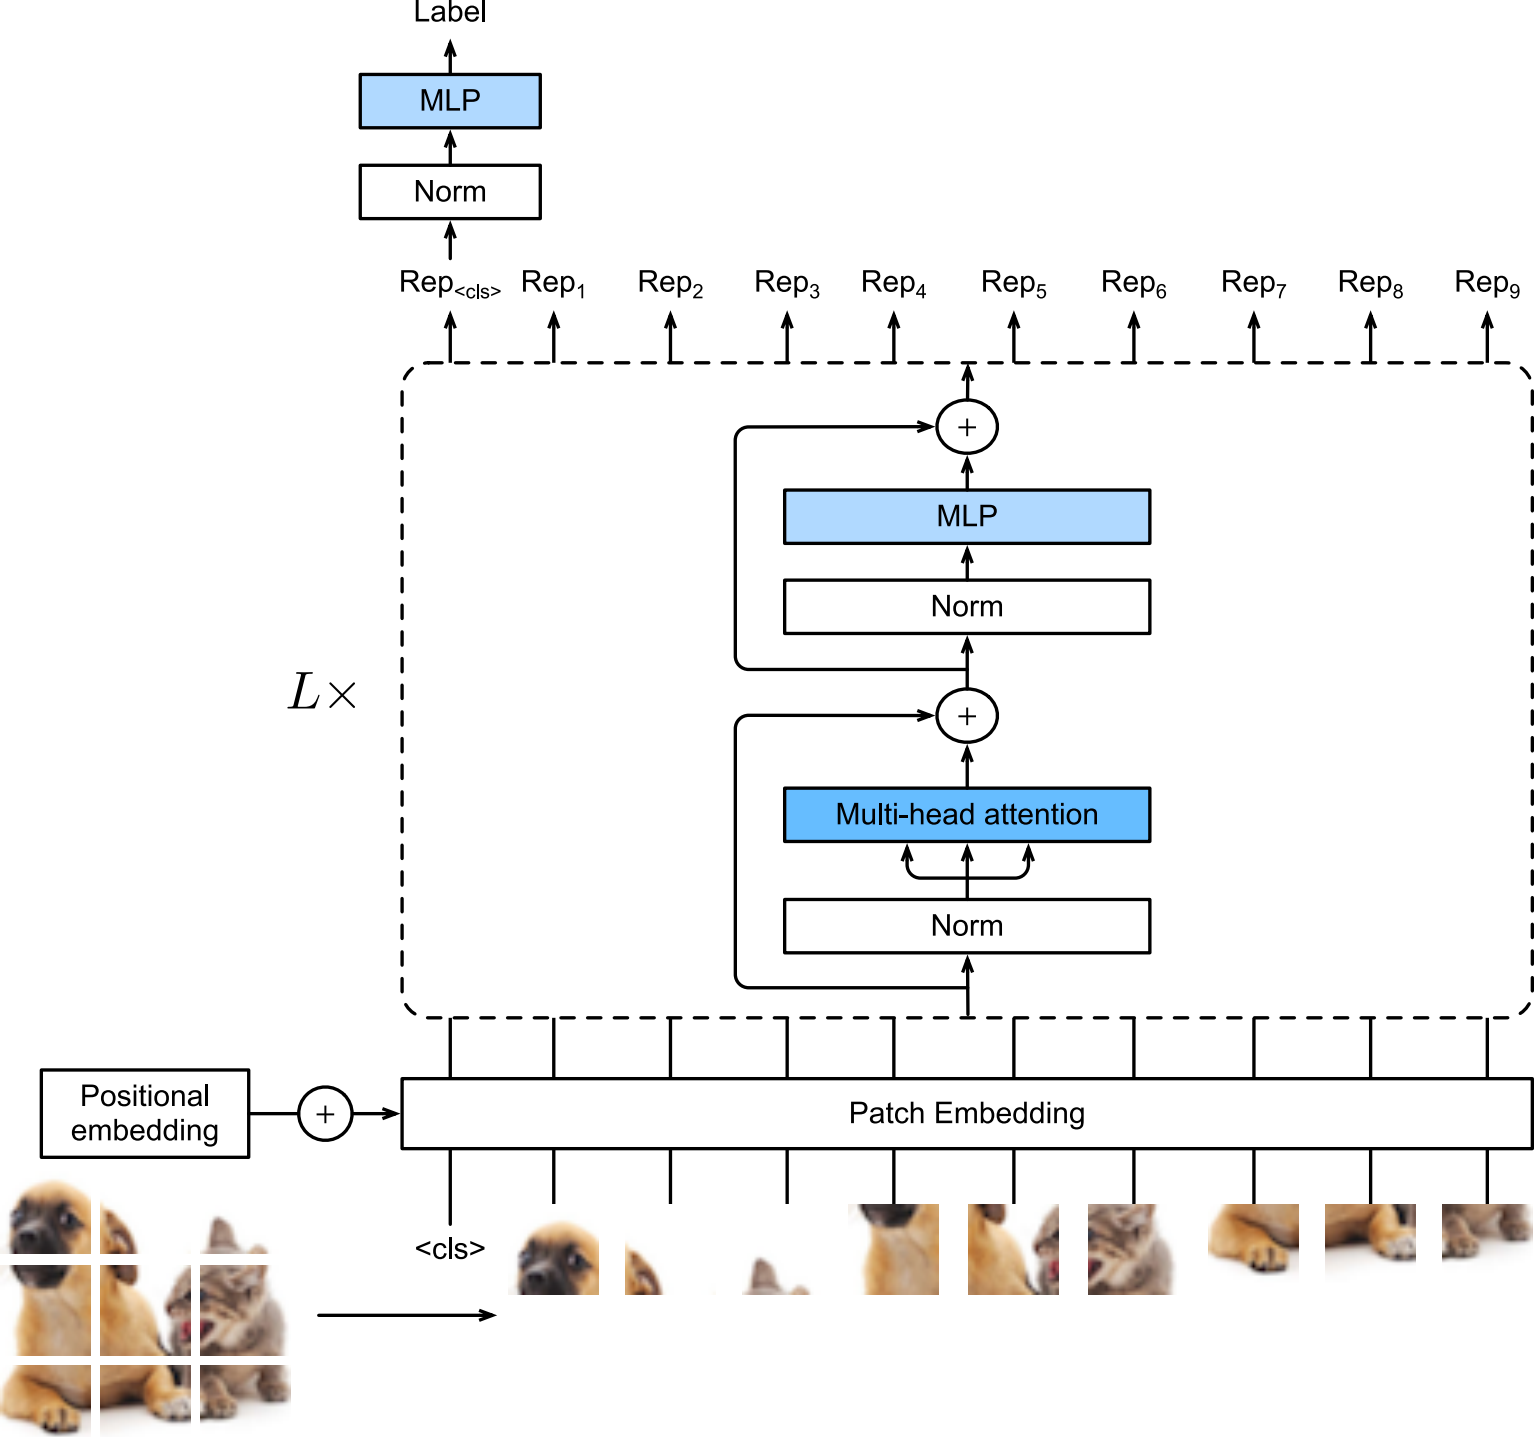 Label
MLP
Norm
Rep<cls> Rep1 Rep2 Rep3 Rep4 Rep5 Rep6 Rep7 Rep8 Rep9
+
MLP
Norm
L×
+
Multi-head attention
Norm
Positional
embedding
+
Patch Embedding
<cls>